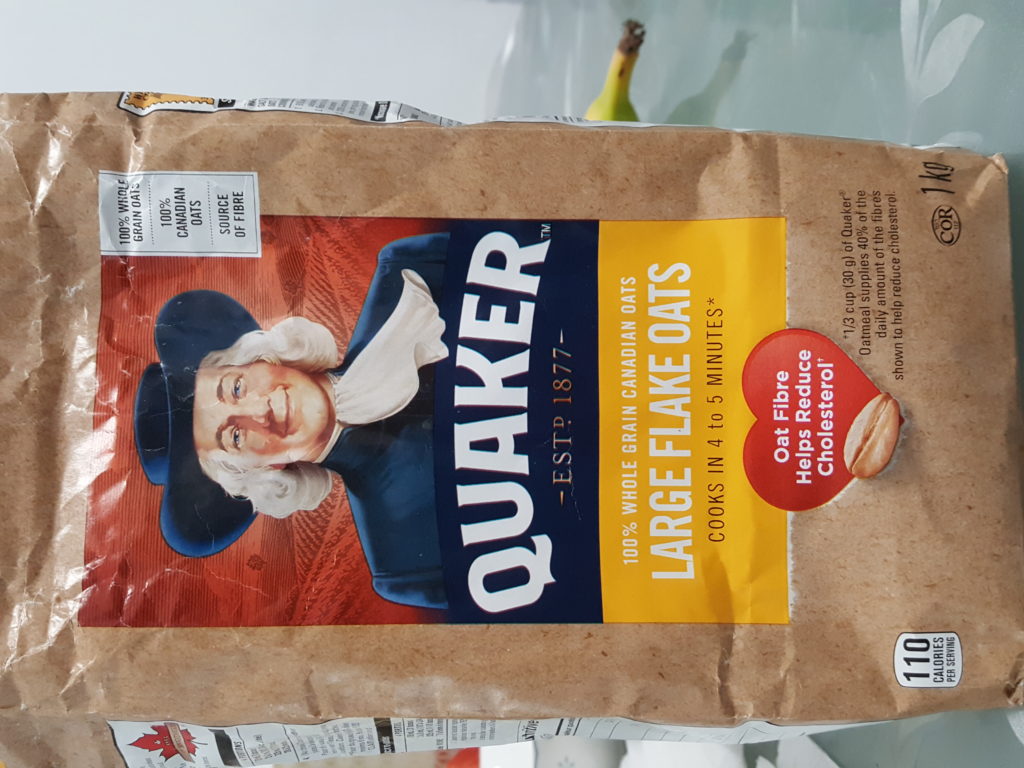 100% WHOLE
GRAIN OATS
100%
CANADIAN
OATS
SOURCE
OF FIBRE
QUAKER™
-ESTD 1877-
100% WHOLE GRAIN CANADIAN OATS
LARGE FLAKE OATS
COOKS IN 4 to 5 MINUTES*
Oat Fibre
Helps Reduce
Cholesterol†
†1/3 cup (30 g) of Quaker®
Oatmeal supplies 40% of the
daily amount of the fibres
shown to help reduce cholesterol.
110
CALORIES
PER SERVING
COR
1 kg